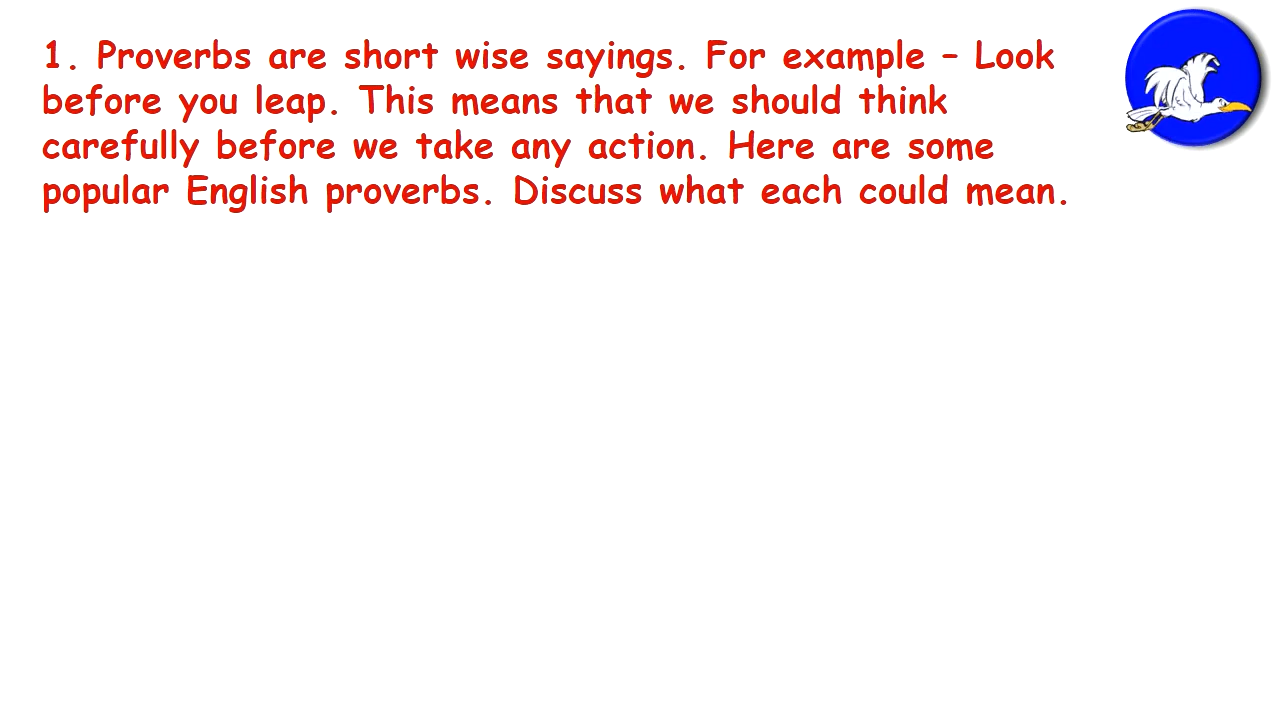 1. Proverbs are short wise sayings. For example – Look
before you leap. This means that we should think
carefully before we take any action. Here are some
popular English proverbs. Discuss what each could mean.